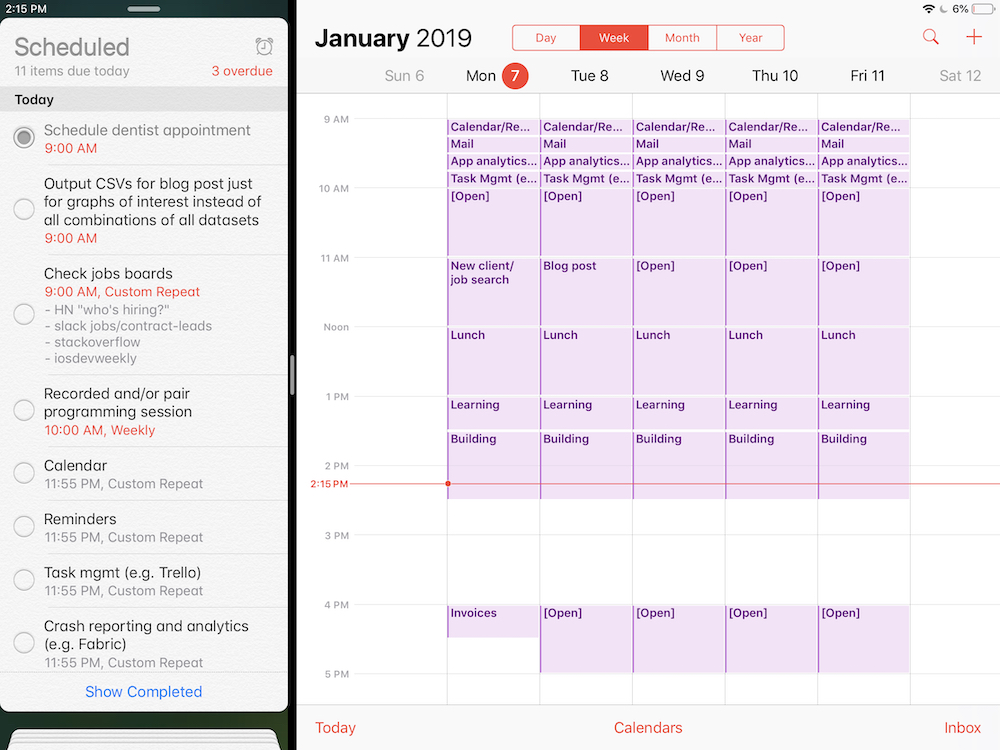 2:15 PM
6%
Scheduled
11 items due today
3 overdue
Today
Schedule dentist appointment
9:00 AM
Output CSVs for blog post just
for graphs of interest instead of
all combinations of all datasets
9:00 AM
Check jobs boards
9:00 AM, Custom Repeat
- HN "who's hiring?"
- slack jobs/contract-leads
- stackoverflow
- iosdevweekly
Recorded and/or pair
programming session
10:00 AM, Weekly
Calendar
11:55 PM, Custom Repeat
Reminders
11:55 PM, Custom Repeat
Task mgmt (e.g. Trello)
11:55 PM, Custom Repeat
Crash reporting and analytics
(e.g. Fabric)
11:55 PM, Custom Repeat
Show Completed
January 2019
Day Week Month Year
Sun 6 Mon 7 Tue 8 Wed 9 Thu 10 Fri 11 Sat 12
9 AM
Calendar/Re... Calendar/Re... Calendar/Re... Calendar/Re... Calendar/Re...
Mail Mail Mail Mail Mail
App analytics... App analytics... App analytics... App analytics... App analytics...
Task Mgmt (e... Task Mgmt (e... Task Mgmt (e... Task Mgmt (e... Task Mgmt (e...
10 AM
[Open] [Open] [Open] [Open] [Open]
11 AM
New client/ Blog post [Open] [Open] [Open]
job search
Noon
Lunch Lunch Lunch Lunch Lunch
1 PM
Learning Learning Learning Learning Learning
Building Building Building Building Building
2 PM
2:15 PM
3 PM
4 PM
Invoices [Open] [Open] [Open] [Open]
5 PM
Today Calendars Inbox